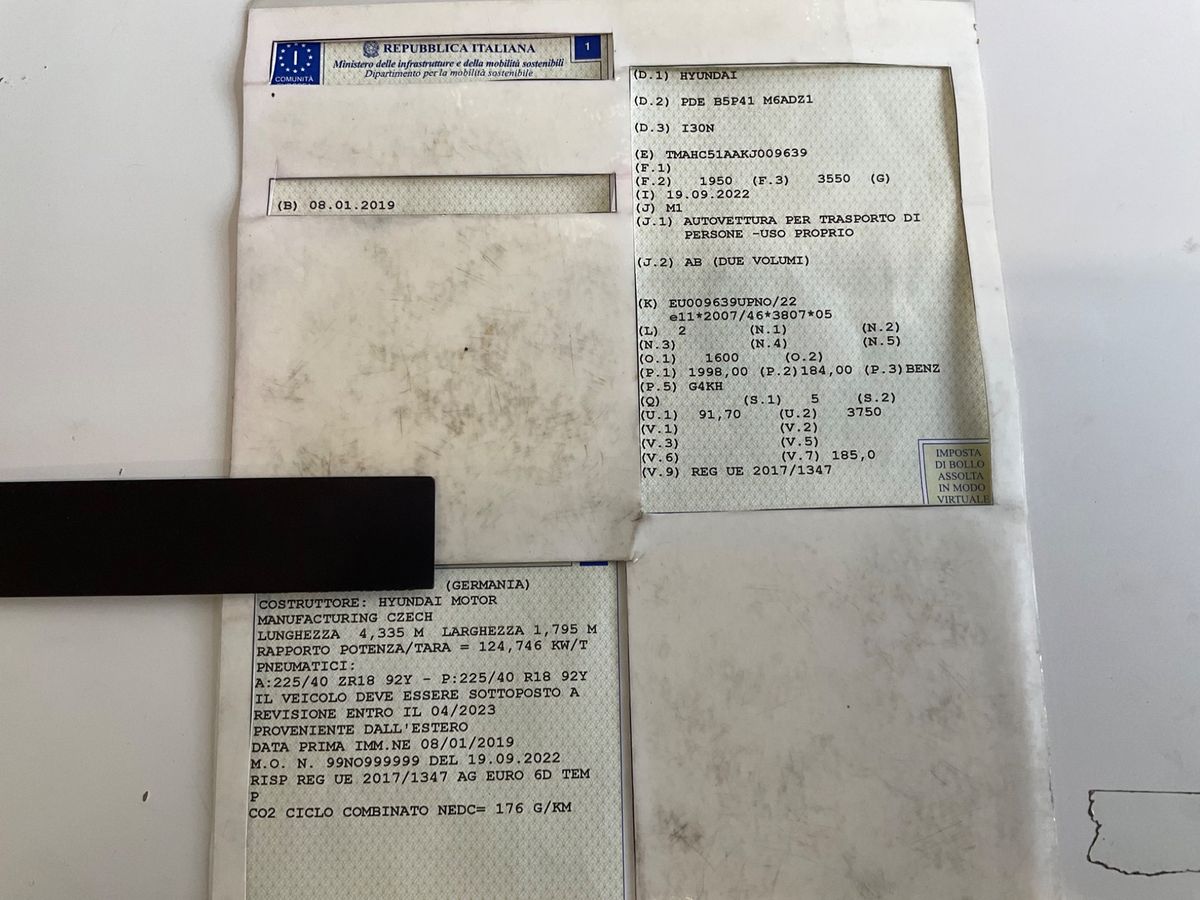 I
COMUNITÀ
REPUBBLICA ITALIANA
Ministero delle infrastrutture e della mobilità sostenibili
Dipartimento per la mobilità sostenibile
1
(B) 08.01.2019
(D.1) HYUNDAI
(D.2) PDE B5P41 M6ADZ1
(D.3) I30N
(E) TMAHC51AAKJ009639
(F.1)
(F.2) 1950 (F.3) 3550 (G)
(I) 19.09.2022
(J) M1
(J.1) AUTOVETTURA PER TRASPORTO DI
PERSONE -USO PROPRIO
(J.2) AB (DUE VOLUMI)
(K) EU009639UPNO/22
e11*2007/46*3807*05
(L) 2 (N.1) (N.2)
(N.3) (N.4) (N.5)
(O.1) 1600 (O.2)
(P.1) 1998,00 (P.2)184,00 (P.3)BENZ
(P.5) G4KH
(Q) (S.1) 5 (S.2)
(U.1) 91,70 (U.2) 3750
(V.1) (V.2)
(V.3) (V.5)
(V.6) (V.7) 185,0
(V.9) REG UE 2017/1347
IMPOSTA
DI BOLLO
ASSOLTA
IN MODO
VIRTUALE
(GERMANIA)
COSTRUTTORE: HYUNDAI MOTOR
MANUFACTURING CZECH
LUNGHEZZA 4,335 M LARGHEZZA 1,795 M
RAPPORTO POTENZA/TARA = 124,746 KW/T
PNEUMATICI:
A:225/40 ZR18 92Y - P:225/40 R18 92Y
IL VEICOLO DEVE ESSERE SOTTOPOSTO A
REVISIONE ENTRO IL 04/2023
PROVENIENTE DALL'ESTERO
DATA PRIMA IMM.NE 08/01/2019
M.O. N. 99NO999999 DEL 19.09.2022
RISP REG UE 2017/1347 AG EURO 6D TEM
P
CO2 CICLO COMBINATO NEDC= 176 G/KM